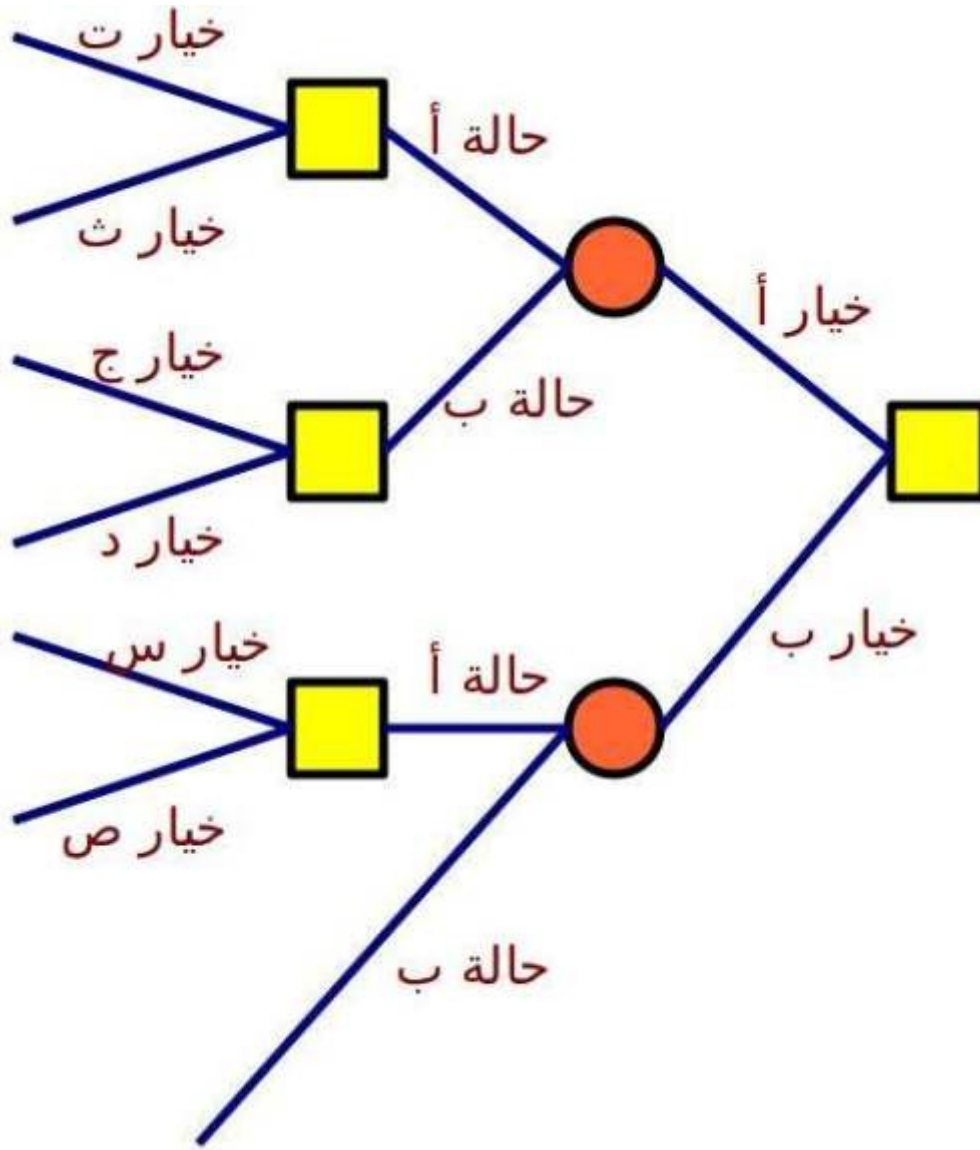 خيار ت
حالة أ
خيار ث
خيار أ
خيار ج
حالة ب
خيار د
خيار ب
خيار س
حالة أ
خيار ص
حالة ب